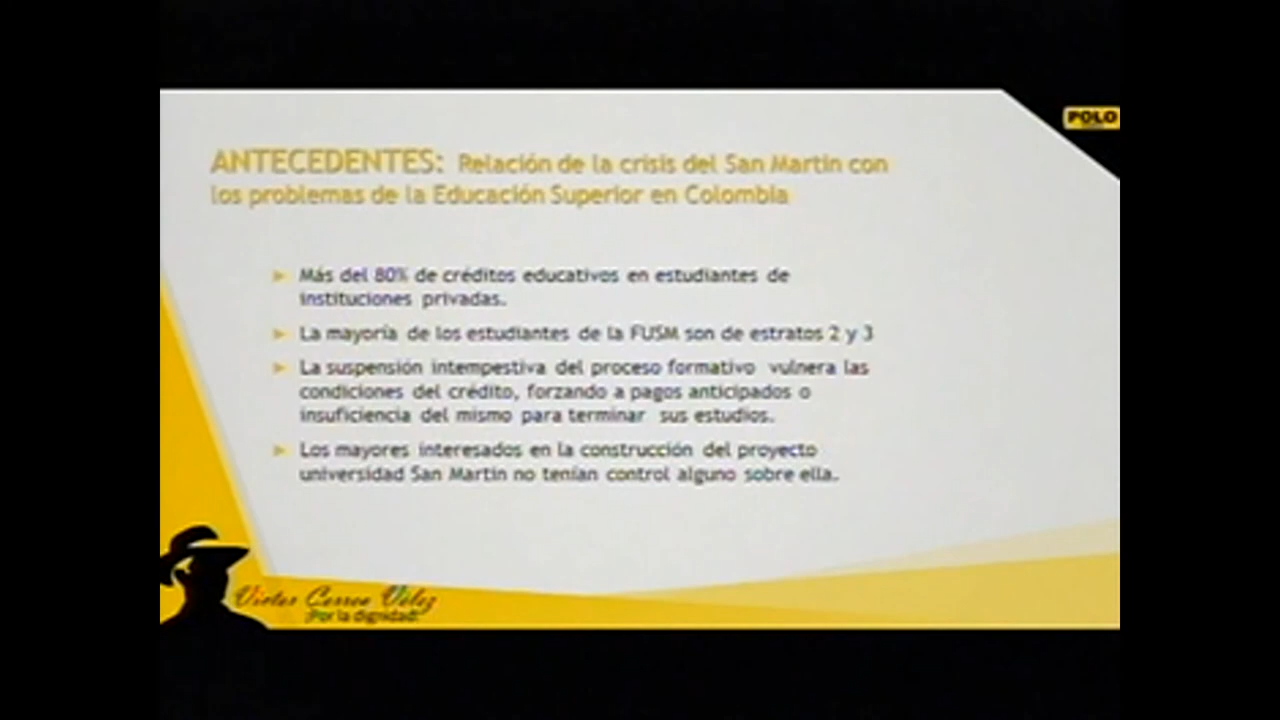 POLO
ANTECEDENTES: Relación de la crisis del San Martin con
los problemas de la Educación Superior en Colombia
Más del 80% de créditos educativos en estudiantes de
instituciones privadas.
La mayoría de los estudiantes de la FUSM son de estratos 2 y 3
La suspensión intempestiva del proceso formativo vulnera las
condiciones del crédito, forzando a pagos anticipados o
insuficiencia del mismo para terminar sus estudios.
Los mayores interesados en la construcción del proyecto
universidad San Martin no tenían control alguno sobre ella.
Victor Correa Vélez
¡Por la dignidad!